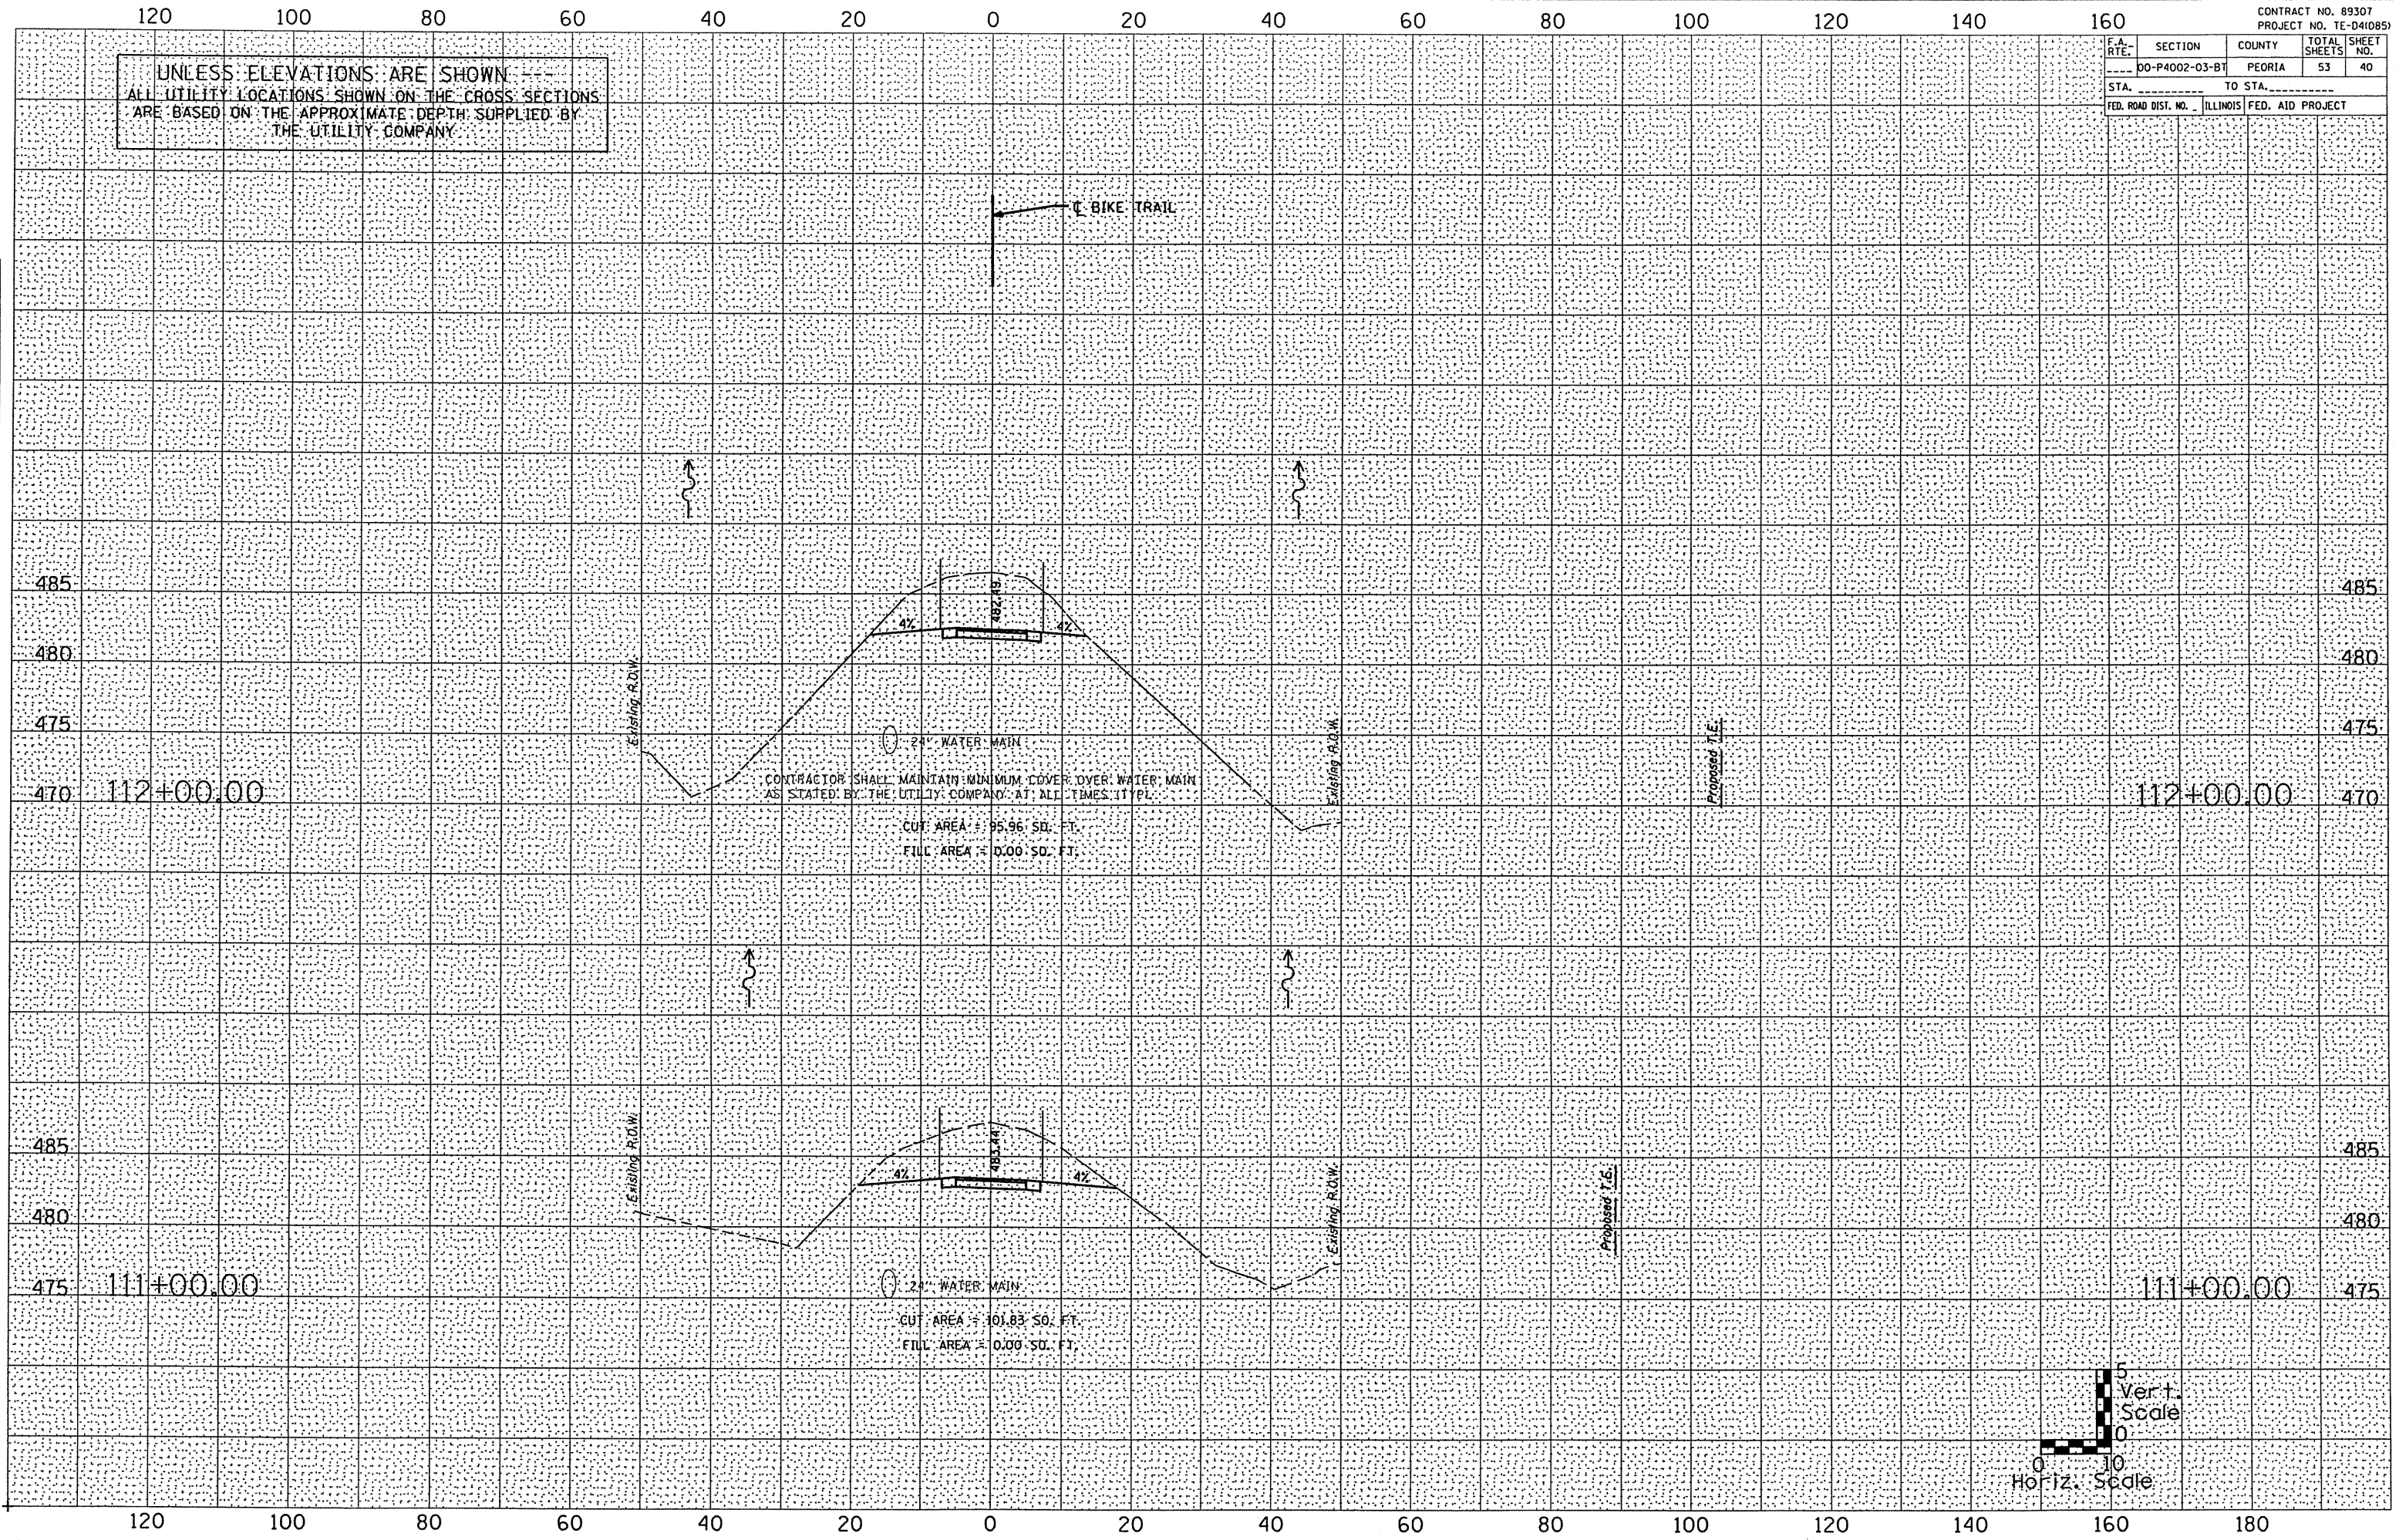 120 100 80 60 40 20 0 20 40 60 80 100 120 140 160
CONTRACT NO. 89307
PROJECT NO. TE-D4(085)
F.A. RTE. SECTION COUNTY TOTAL SHEETS SHEET NO.
00-P4002-03-BT PEORIA 53 40
STA. __________ TO STA. __________
FED. ROAD DIST. NO. _ ILLINOIS FED. AID PROJECT
UNLESS ELEVATIONS ARE SHOWN ---
ALL UTILITY LOCATIONS SHOWN ON THE CROSS SECTIONS
ARE BASED ON THE APPROXIMATE DEPTH SUPPLIED BY
THE UTILITY COMPANY
℄ BIKE TRAIL
485 485
482.49
4% 4%
480 480
Existing R.O.W.
475 475
Existing R.O.W.
Proposed T.E.
24" WATER MAIN
CONTRACTOR SHALL MAINTAIN MINIMUM COVER OVER WATER MAIN
AS STATED BY THE UTILIY COMPANY AT ALL TIMES (TYP).
470 112+00.00 112+00.00 470
CUT AREA = 95.96 SQ. FT.
FILL AREA = 0.00 SQ. FT.
485 485
Existing R.O.W.
483.44
4% 4%
Existing R.O.W.
Proposed T.E.
480 480
475 111+00.00 111+00.00 475
24" WATER MAIN
CUT AREA = 101.83 SQ. FT.
FILL AREA = 0.00 SQ. FT.
5
Vert.
Scale
0
0 10
Horiz. Scale
120 100 80 60 40 20 0 20 40 60 80 100 120 140 160 180